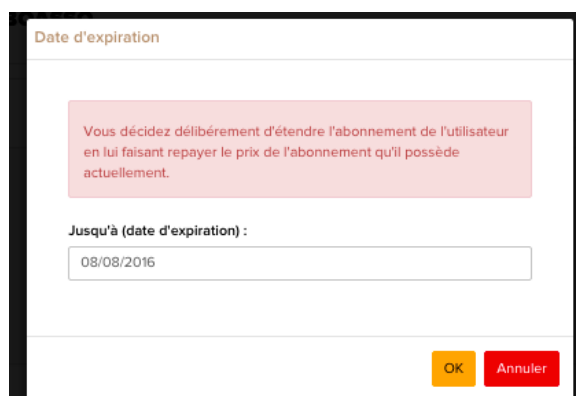 Date d'expiration
Vous décidez délibérement d'étendre l'abonnement de l'utilisateur
en lui faisant repayer le prix de l'abonnement qu'il possède
actuellement.
Jusqu'à (date d'expiration) :
08/08/2016
OK Annuler